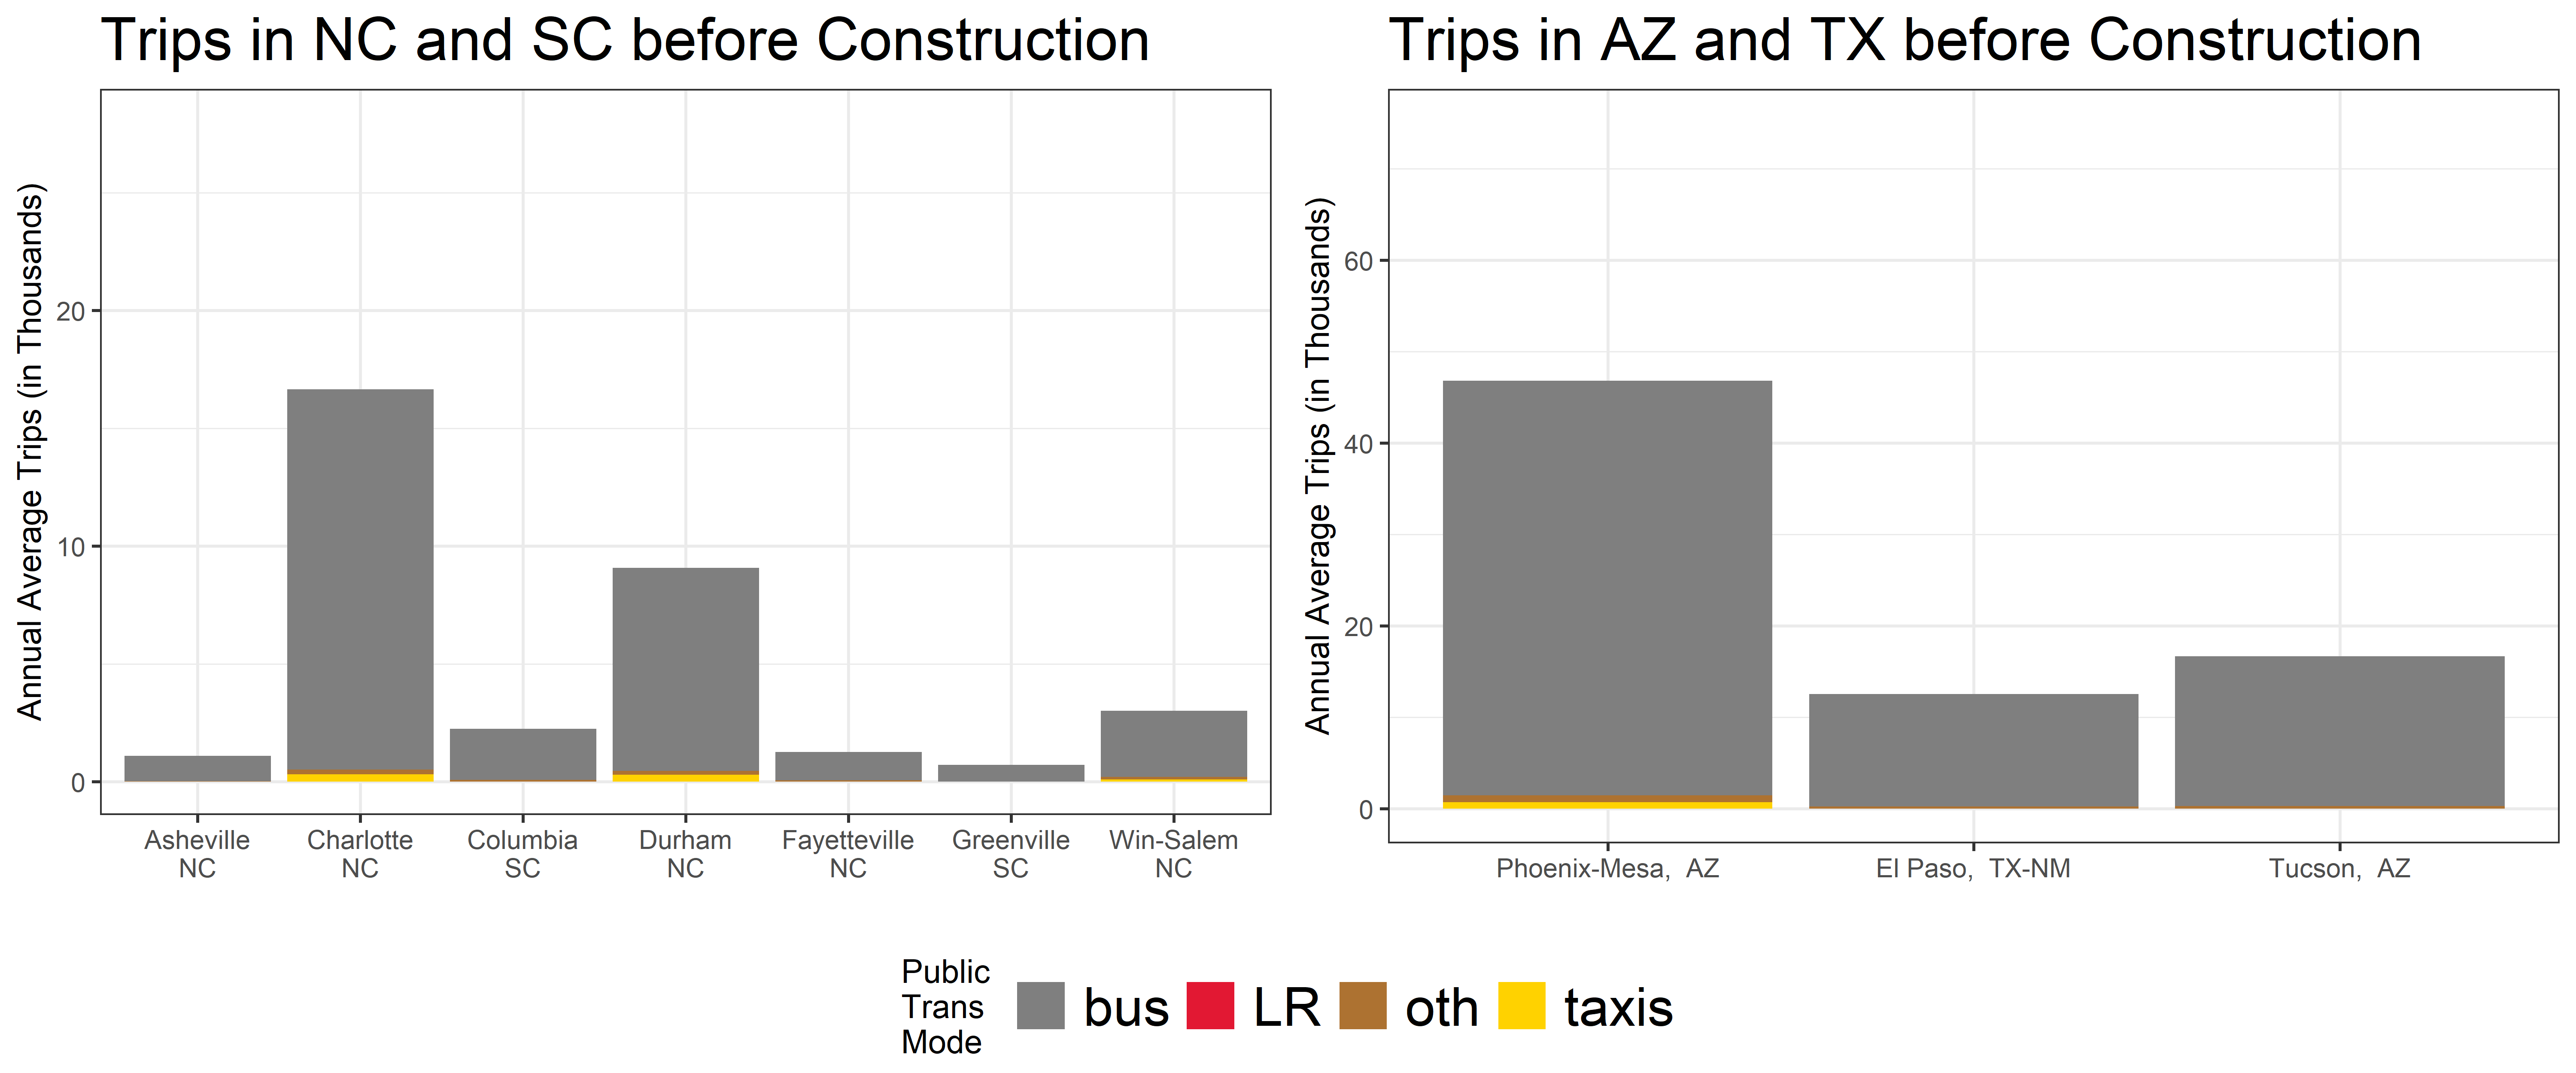 Trips in NC and SC before Construction
Annual Average Trips (in Thousands)
20
10
0
Asheville
NC
Charlotte
NC
Columbia
SC
Durham
NC
Fayetteville
NC
Greenville
SC
Win-Salem
NC
Trips in AZ and TX before Construction
Annual Average Trips (in Thousands)
60
40
20
0
Phoenix-Mesa,  AZ
El Paso,  TX-NM
Tucson,  AZ
Public
Trans
Mode
bus
LR
oth
taxis